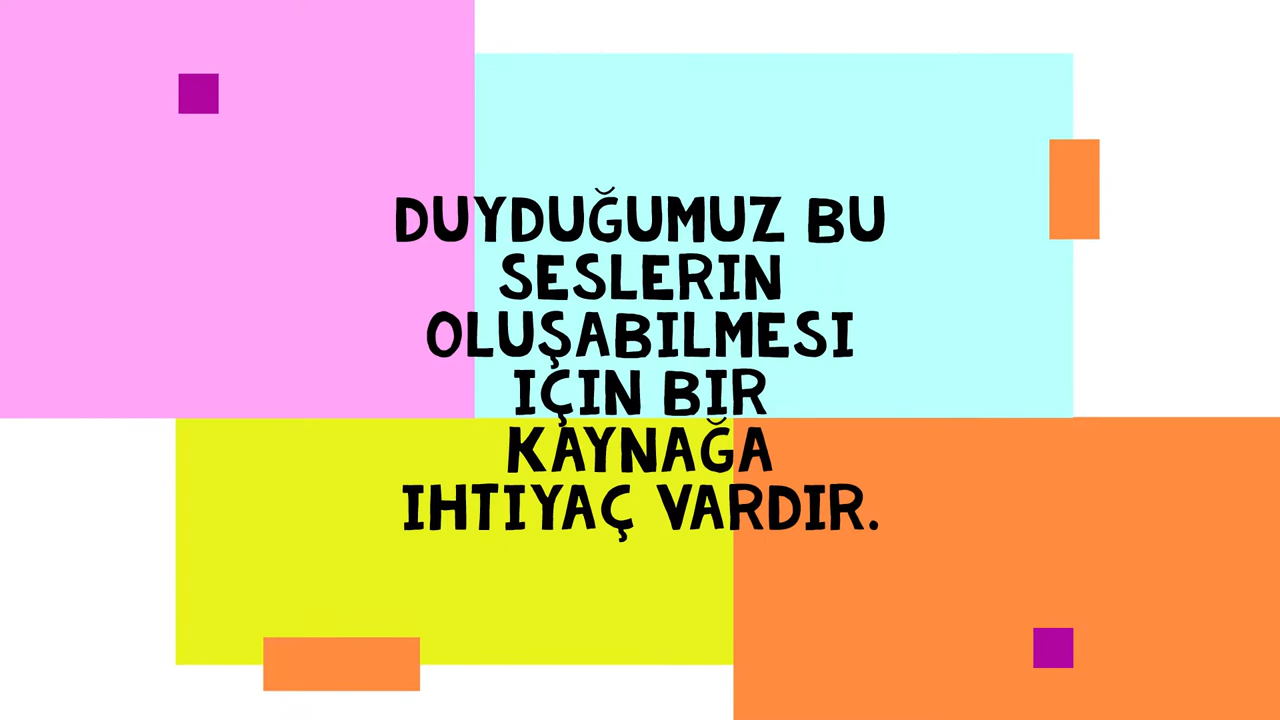 DUYDUĞUMUZ BU
SESLERIN
OLUŞABILMESI
IÇIN BIR
KAYNAĞA
IHTIYAÇ VARDIR.